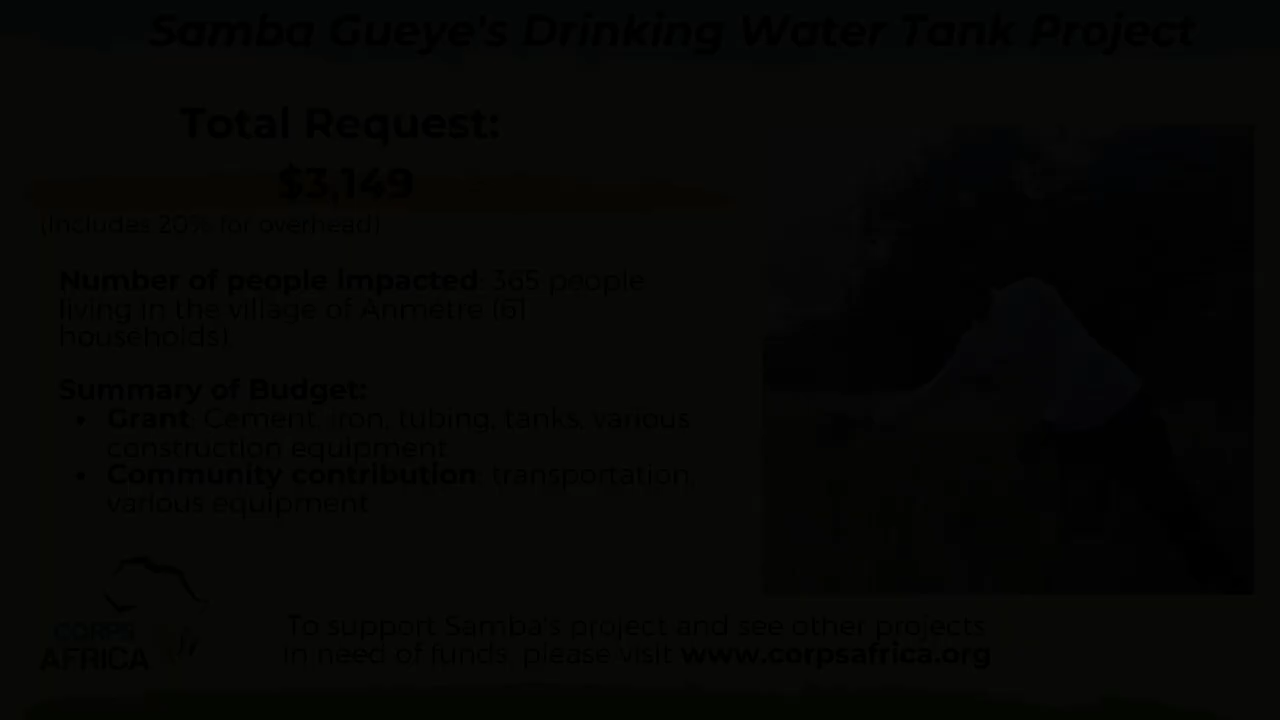 Samba Gueye's Drinking Water Tank Project
Total Request:
$3,149
(Includes 20% for overhead)
Number of people impacted: 365 people
living in the village of Anmetre (61
households)
Summary of Budget:
• Grant: Cement, iron, tubing, tanks, various
construction equipment
• Community contribution: transportation,
various equipment
CORPS
AFRICA
To support Samba's project and see other projects
in need of funds, please visit www.corpsafrica.org